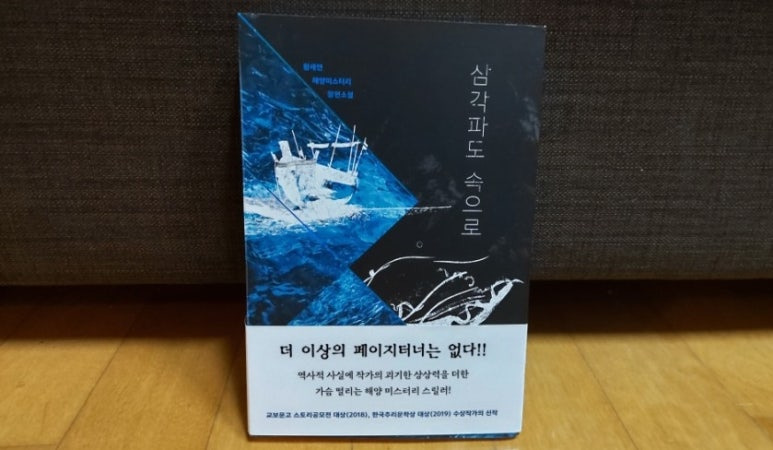 황세연
해양미스터리
장편소설
삼각파도 속으로
더 이상의 페이지터너는 없다!!
역사적 사실에 작가의 괴기한 상상력을 더한
가슴 떨리는 해양 미스터리 스릴러!
교보문고 스토리공모전 대상(2018), 한국추리문학상 대상(2019) 수상작가의 신작